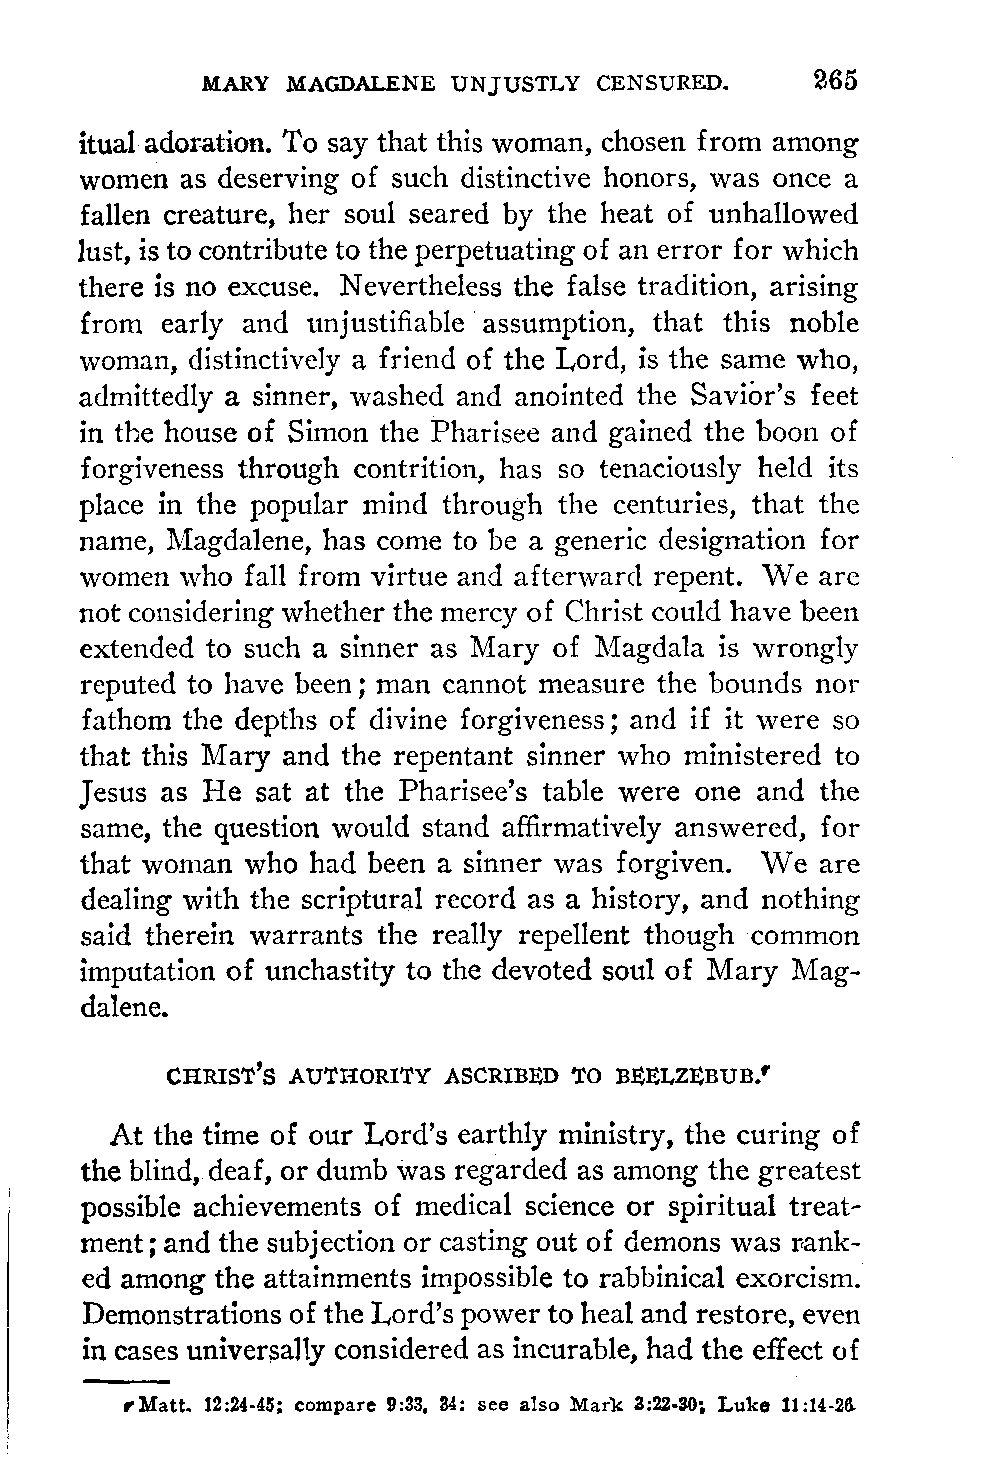 MARY MAGDALENE UNJUSTLY CENSURED. 265
itual adoration. To say that this woman, chosen from among
women as deserving of such distinctive honors, was once a
fallen creature, her soul seared by the heat of unhallowed
lust, is to contribute to the perpetuating of an error for which
there is no excuse. Nevertheless the false tradition, arising
from early and unjustifiable assumption, that this noble
woman, distinctively a friend of the Lord, is the same who,
admittedly a sinner, washed and anointed the Savior's feet
in the house of Simon the Pharisee and gained the boon of
forgiveness through contrition, has so tenaciously held its
place in the popular mind through the centuries, that the
name, Magdalene, has come to be a generic designation for
women who fall from virtue and afterward repent. We are
not considering whether the mercy of Christ could have been
extended to such a sinner as Mary of Magdala is wrongly
reputed to have been; man cannot measure the bounds nor
fathom the depths of divine forgiveness; and if it were so
that this Mary and the repentant sinner who ministered to
Jesus as He sat at the Pharisee's table were one and the
same, the question would stand affirmatively answered, for
that woman who had been a sinner was forgiven. We are
dealing with the scriptural record as a history, and nothing
said therein warrants the really repellent though common
imputation of unchastity to the devoted soul of Mary Mag-
dalene.
CHRIST'S AUTHORITY ASCRIBED TO BEELZEBUB.r
At the time of our Lord's earthly ministry, the curing of
the blind, deaf, or dumb was regarded as among the greatest
possible achievements of medical science or spiritual treat-
ment; and the subjection or casting out of demons was rank-
ed among the attainments impossible to rabbinical exorcism.
Demonstrations of the Lord's power to heal and restore, even
in cases universally considered as incurable, had the effect of
r Matt. 12:24-45; compare 9:33, 34: see also Mark 3:22-30; Luke 11:14-26.